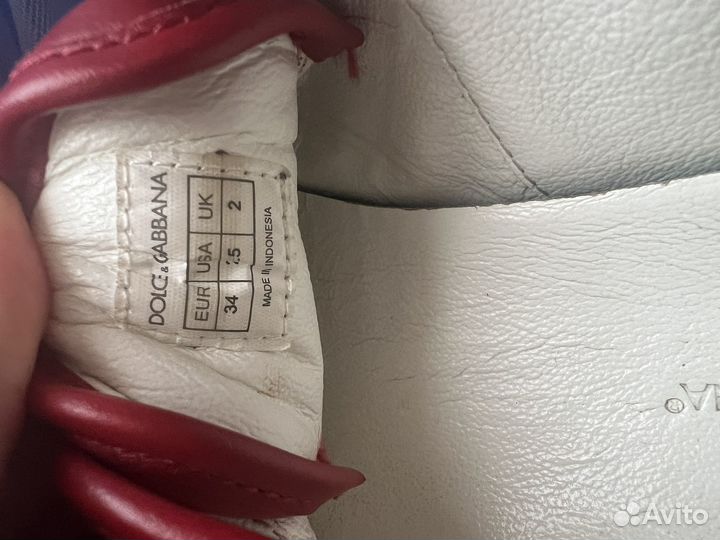 DOLCE & GABBANA
EUR USA UK
34 2
MADE IN INDONESIA
Avito